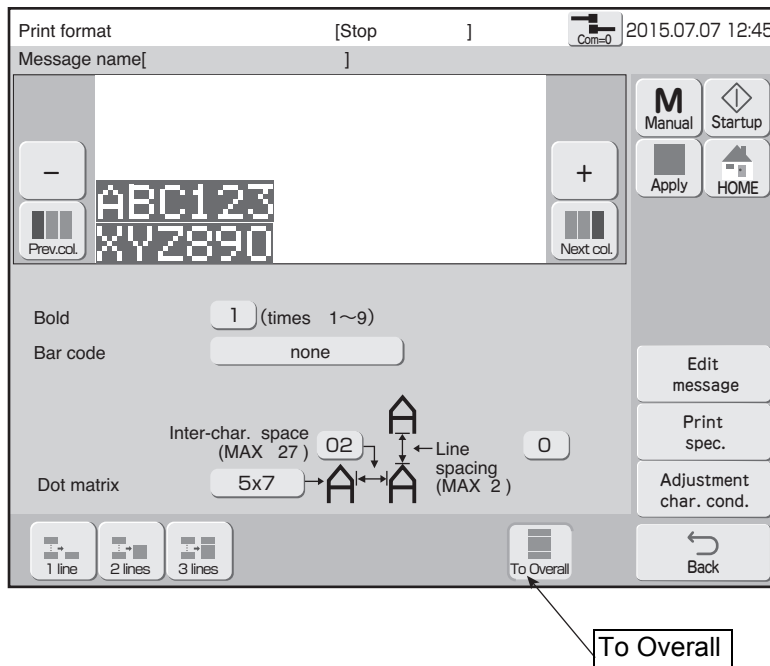 Print format [Stop ] Com=0 2015.07.07 12:45
Message name[ ]
M
Manual
Startup
Apply
HOME
−
+
Prev.col.
Next col.
ABC123
XYZ890
Bold 1 (times 1～9)
Bar code none
Inter-char. space
(MAX 27) 02
Line
spacing
(MAX 2)
0
Dot matrix 5x7
Edit
message
Print
spec.
Adjustment
char. cond.
1 line
2 lines
3 lines
To Overall
Back
To Overall